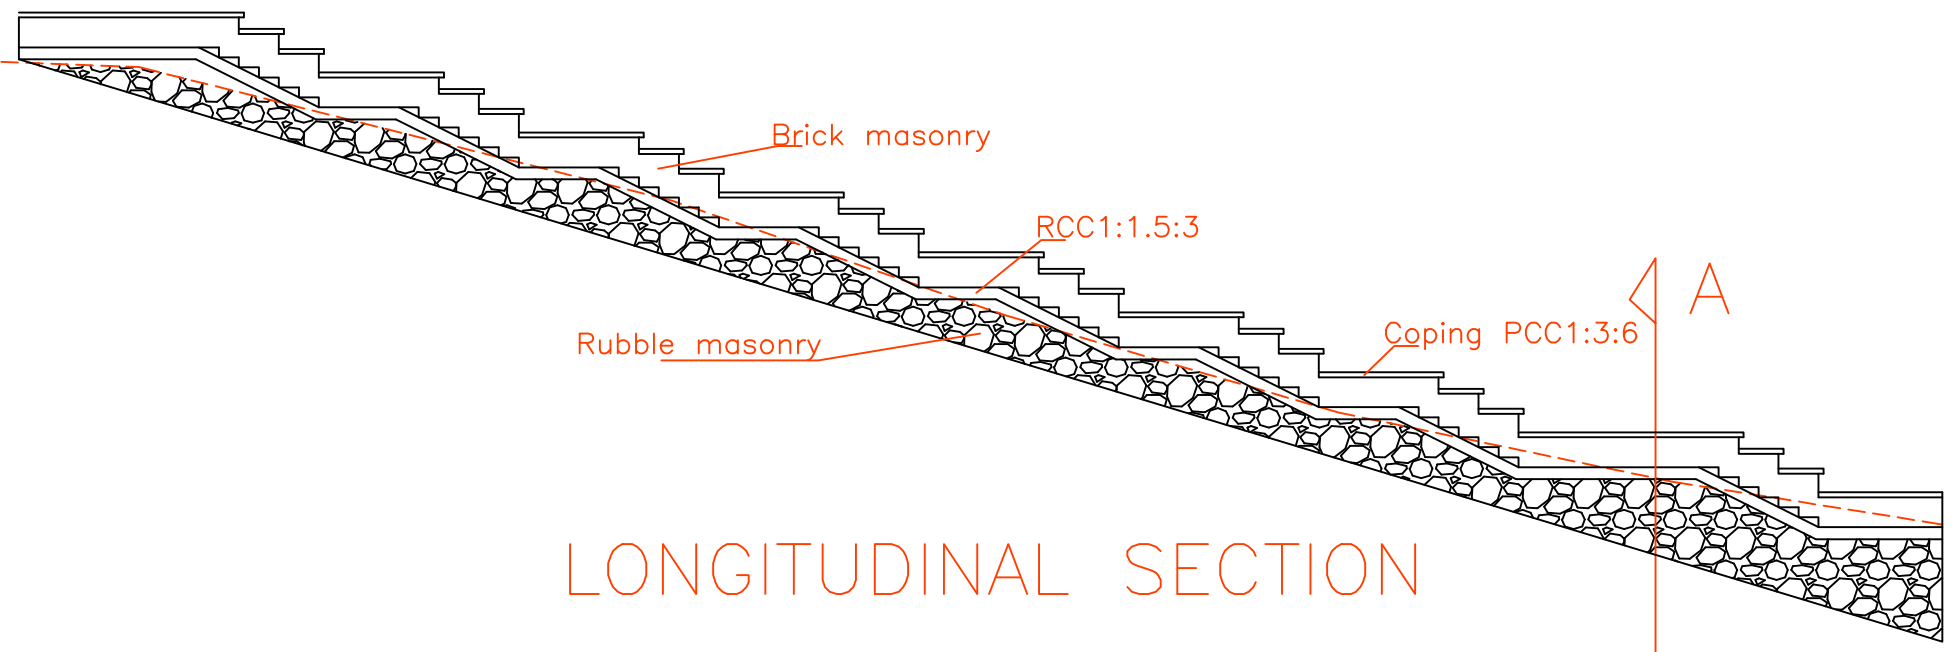 Brick masonry
RCC1:1.5:3
A
Coping PCC1:3:6
Rubble masonry
LONGITUDINAL SECTION